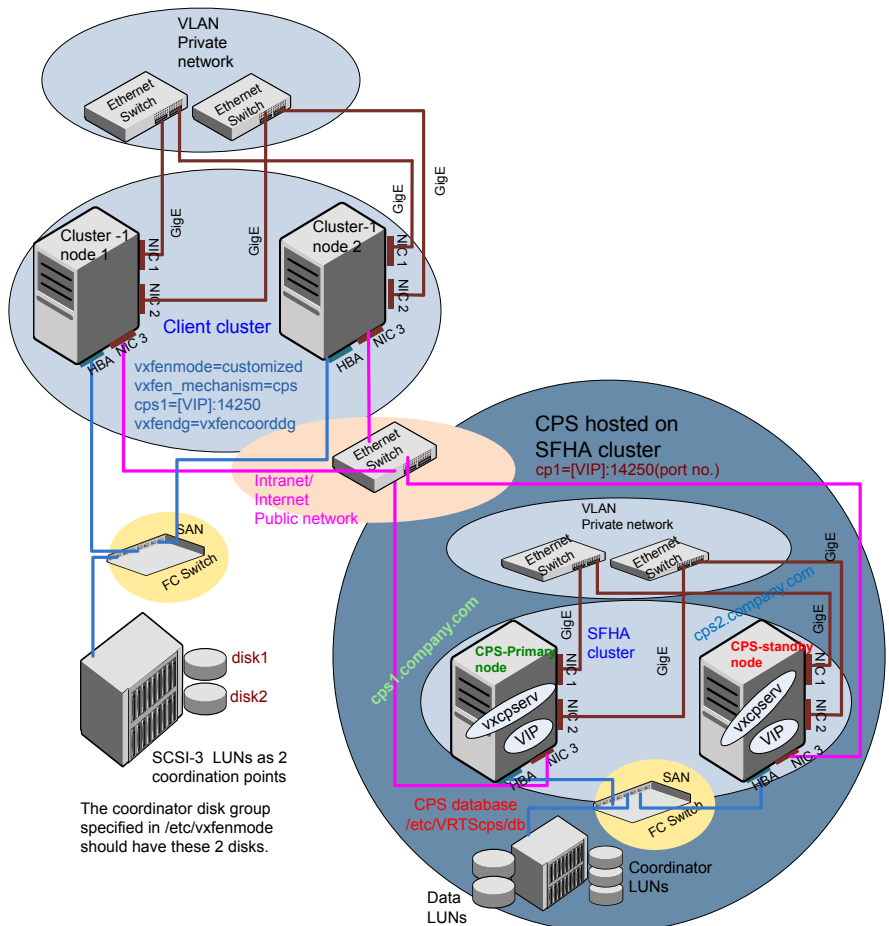 VLAN
Private
network
Ethernet
Switch
Ethernet
Switch
GigE
GigE
GigE
GigE
Cluster -1
node 1
NIC 1
NIC 2
NIC 3
HBA
Cluster-1
node 2
NIC 1
NIC 2
NIC 3
HBA
Client cluster
vxfenmode=customized
vxfen_mechanism=cps
cps1=[VIP]:14250
vxfendg=vxfencoorddg
Ethernet
Switch
Intranet/
Internet
Public network
SAN
FC Switch
disk1
disk2
SCSI-3 LUNs as 2
coordination points
The coordinator disk group
specified in /etc/vxfenmode
should have these 2 disks.
CPS hosted on
SFHA cluster
cp1=[VIP]:14250(port no.)
VLAN
Private network
Ethernet
Switch
Ethernet
Switch
GigE
GigE
GigE
GigE
cps1.company.com
cps2.company.com
SFHA
cluster
CPS-Primary
node
vxcpserv
VIP
NIC 1
NIC 2
NIC 3
HBA
CPS-standby
node
vxcpserv
VIP
NIC 1
NIC 2
NIC 3
HBA
SAN
FC Switch
CPS database
/etc/VRTScps/db
Data
LUNs
Coordinator
LUNs